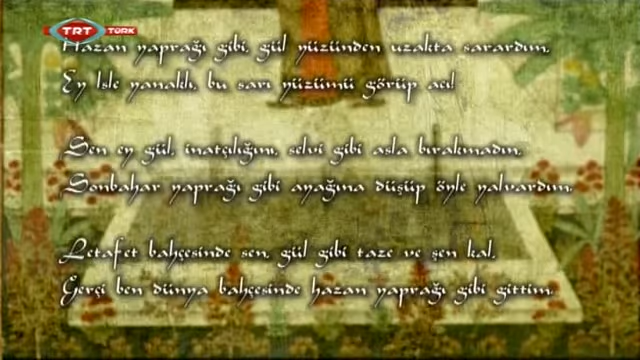 TRT TÜRK
Hazan yaprağı gibi, gül yüzünden uzakta sarardım,
Ey lale yanaklı, bu sarı yüzümü görüp acı!
Sen ey gül, inatçılığını, selvi gibi asla bırakmadın,
Sonbahar yaprağı gibi ayağına düşüp öyle yalvardım.
Letafet bahçesinde sen, gül gibi taze ve şen kal,
Gerçi ben dünya bahçesinde hazan yaprağı gibi gittim.